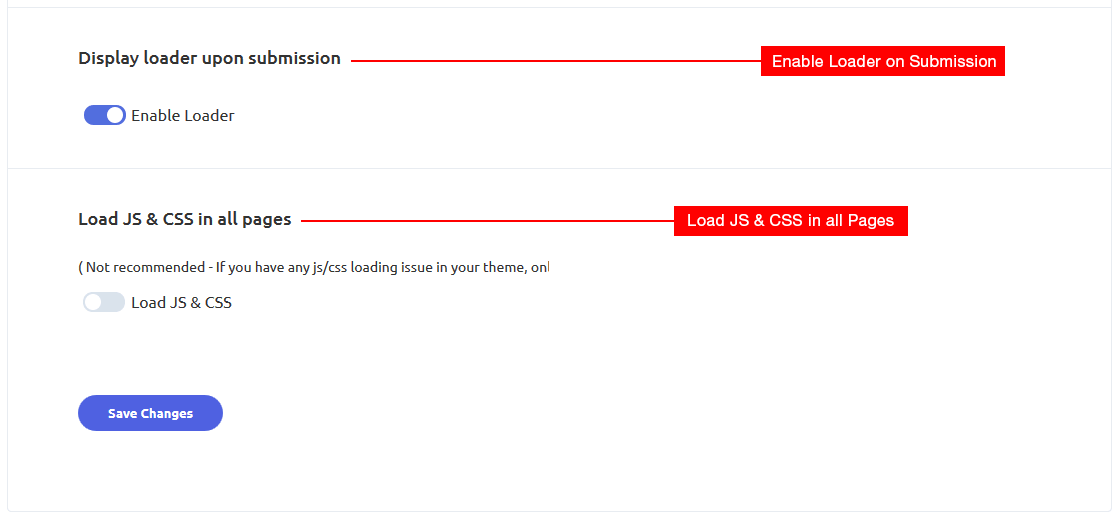 Display loader upon submission
Enable Loader on Submission
Enable Loader
Load JS & CSS in all pages
Load JS & CSS in all Pages
( Not recommended - If you have any js/css loading issue in your theme,
Load JS & CSS
Save Changes